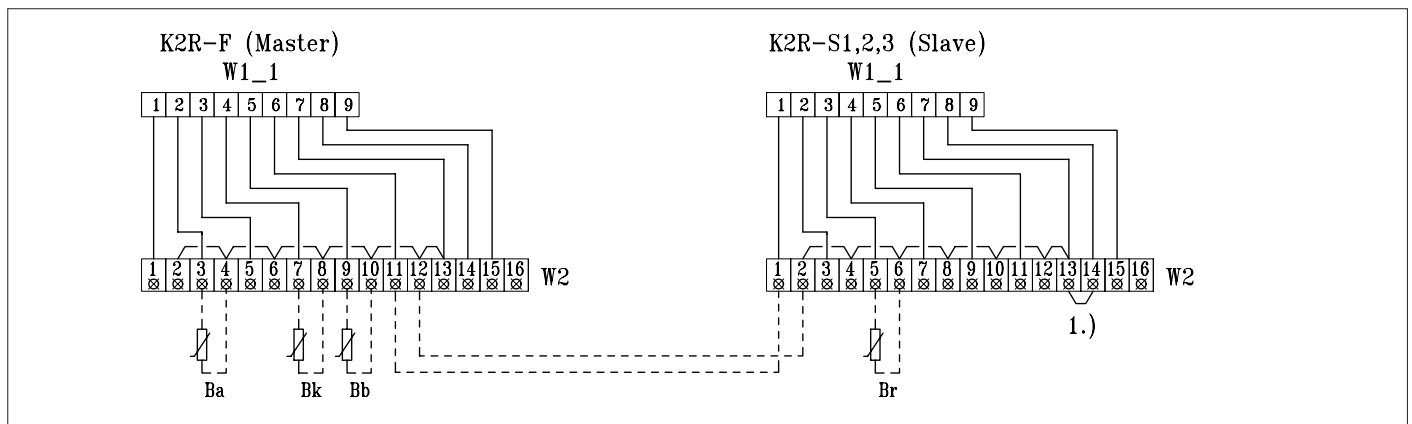 K2R-F (Master)
W1_1
1 2 3 4 5 6 7 8 9
1 2 3 4 5 6 7 8 9 10 11 12 13 14 15 16 W2
Ba Bk Bb
K2R-S1,2,3 (Slave)
W1_1
1 2 3 4 5 6 7 8 9
1 2 3 4 5 6 7 8 9 10 11 12 13 14 15 16 W2
1.)
Br